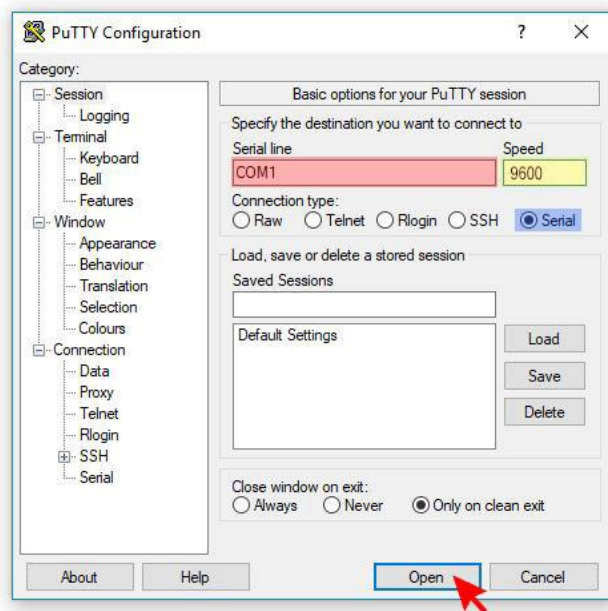 PuTTY Configuration ? ×
Category:
Session
Logging
Terminal
Keyboard
Bell
Features
Window
Appearance
Behaviour
Translation
Selection
Colours
Connection
Data
Proxy
Telnet
Rlogin
SSH
Serial
Basic options for your PuTTY session
Specify the destination you want to connect to
Serial line Speed
COM1 9600
Connection type:
Raw Telnet Rlogin SSH Serial
Load, save or delete a stored session
Saved Sessions
Default Settings
Load
Save
Delete
Close window on exit:
Always Never Only on clean exit
About Help Open Cancel